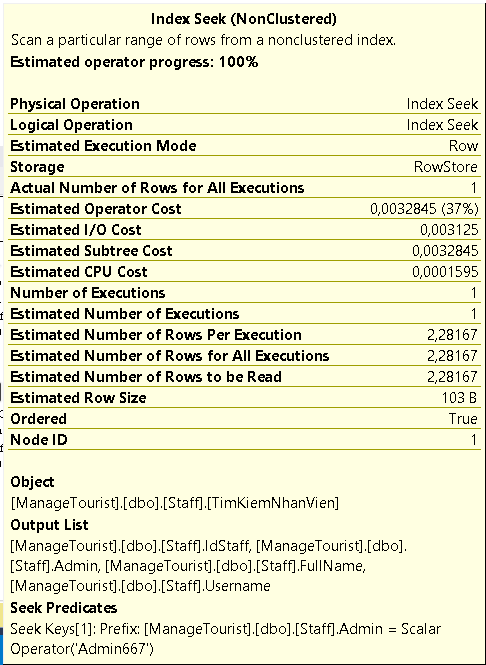 Index Seek (NonClustered)
Scan a particular range of rows from a nonclustered index.
Estimated operator progress: 100%
Physical Operation Index Seek
Logical Operation Index Seek
Estimated Execution Mode Row
Storage RowStore
Actual Number of Rows for All Executions 1
Estimated Operator Cost 0,0032845 (37%)
Estimated I/O Cost 0,003125
Estimated Subtree Cost 0,0032845
Estimated CPU Cost 0,0001595
Number of Executions 1
Estimated Number of Executions 1
Estimated Number of Rows Per Execution 2,28167
Estimated Number of Rows for All Executions 2,28167
Estimated Number of Rows to be Read 2,28167
Estimated Row Size 103 B
Ordered True
Node ID 1
Object
[ManageTourist].[dbo].[Staff].[TimKiemNhanVien]
Output List
[ManageTourist].[dbo].[Staff].IdStaff, [ManageTourist].[dbo].
[Staff].Admin, [ManageTourist].[dbo].[Staff].FullName,
[ManageTourist].[dbo].[Staff].Username
Seek Predicates
Seek Keys[1]: Prefix: [ManageTourist].[dbo].[Staff].Admin = Scalar
Operator('Admin667')